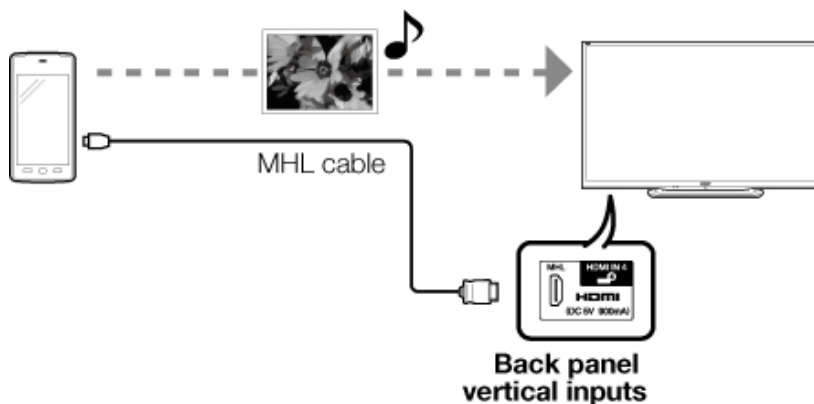 MHL cable
MHL
HDMI IN 4
HDMI
(DC 5V 900mA)
Back panel
vertical inputs